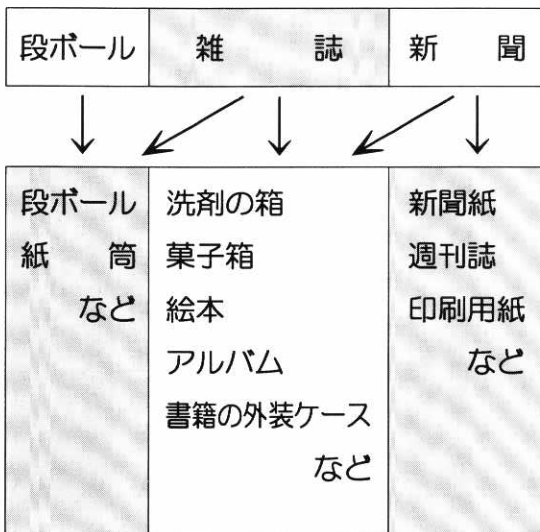 段ボール
雑誌
新聞
段ボール
紙筒
など
洗剤の箱
菓子箱
絵本
アルバム
書籍の外装ケース
など
新聞紙
週刊誌
印刷用紙
など